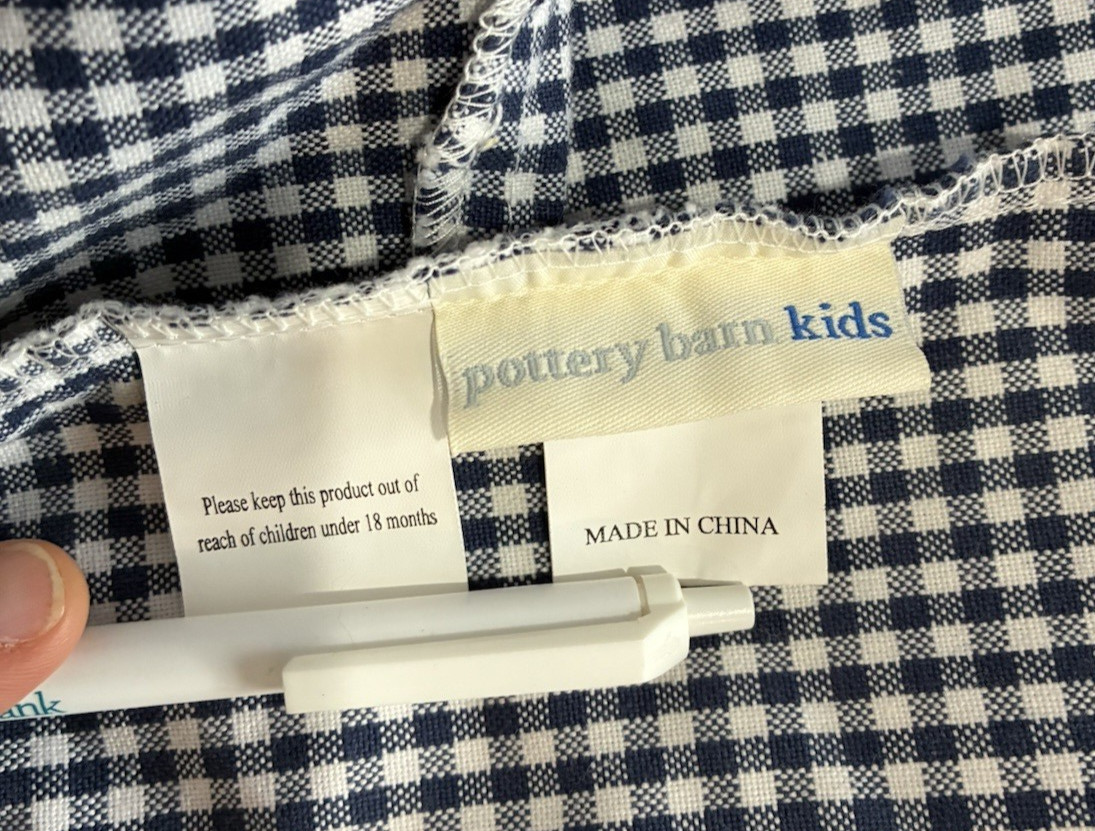 pottery barn kids
Please keep this product out of
reach of children under 18 months
MADE IN CHINA